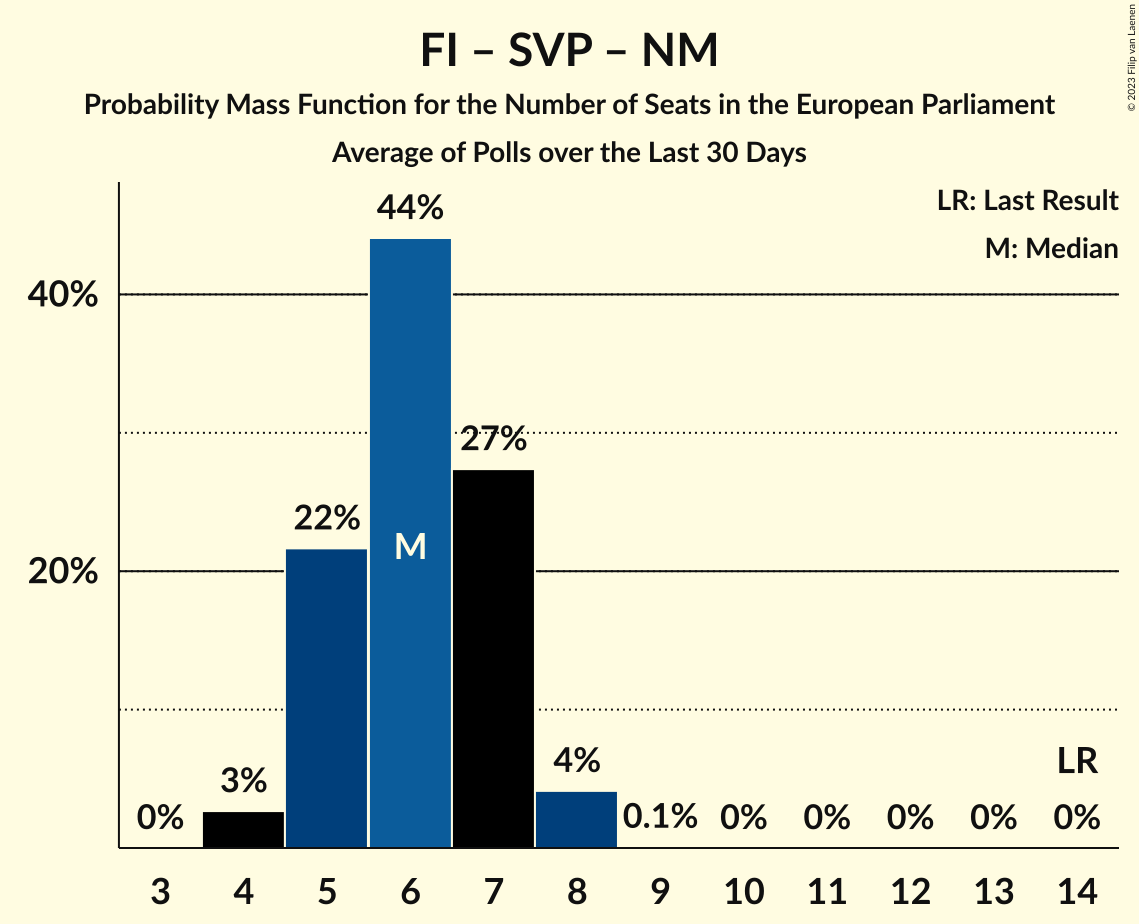 FI – SVP – NM
Probability Mass Function for the Number of Seats in the European Parliament
Average of Polls over the Last 30 Days
© 2023 Filip van Laenen
LR: Last Result
M: Median
44%
40%
27%
22%
M
20%
4%
LR
3%
0%
0.1%
0%
0%
0%
0%
0%
3 4 5 6 7 8 9 10 11 12 13 14